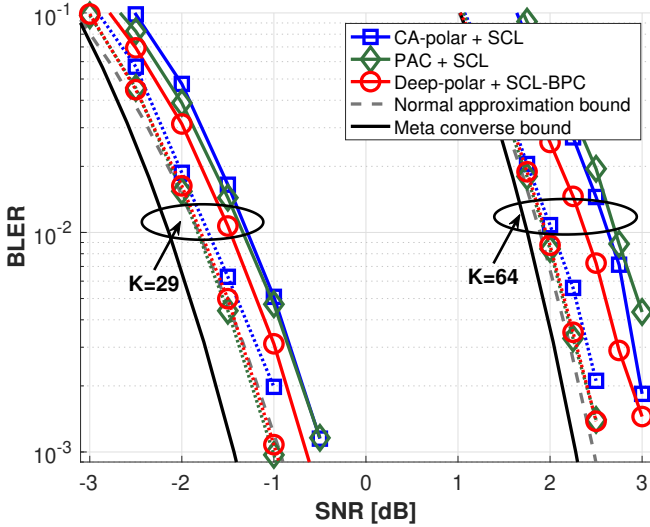 10^-1
CA-polar + SCL
PAC + SCL
Deep-polar + SCL-BPC
Normal approximation bound
Meta converse bound
BLER
10^-2
K=29
K=64
10^-3
-3 -2 -1 0 1 2 3
SNR [dB]